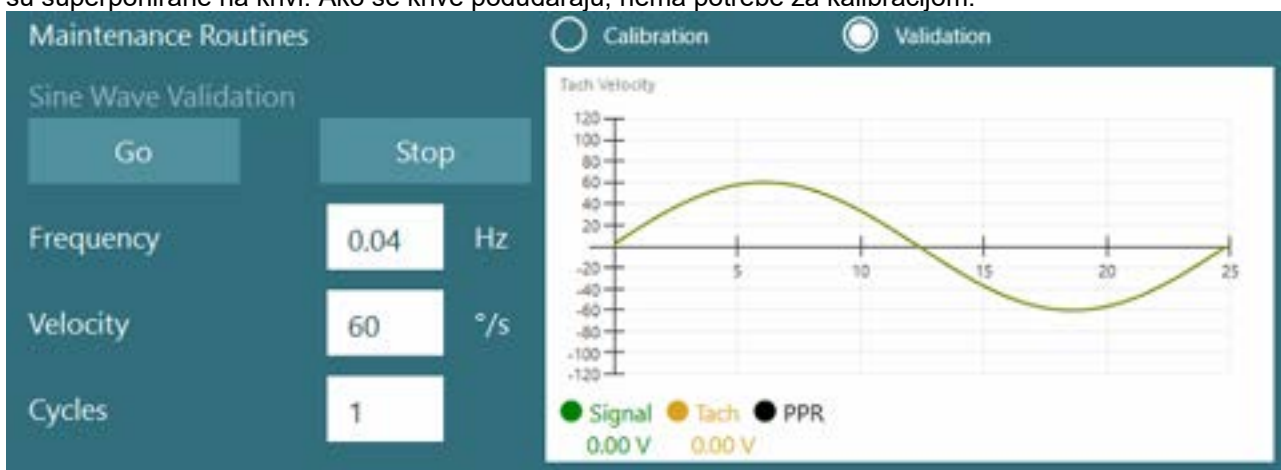 su superponirane na krivi. Ako se krive podudaraju, nema potrebe za kalibracijom.
Maintenance Routines
Calibration
Validation
Sine Wave Validation
Go
Stop
Frequency
0.04
Hz
Velocity
60
°/s
Cycles
1
Tach Velocity
120
100
80
60
40
20
-20
-40
-60
-80
-100
-120
5
10
15
20
25
Signal
Tach
PPR
0.00 V
0.00 V